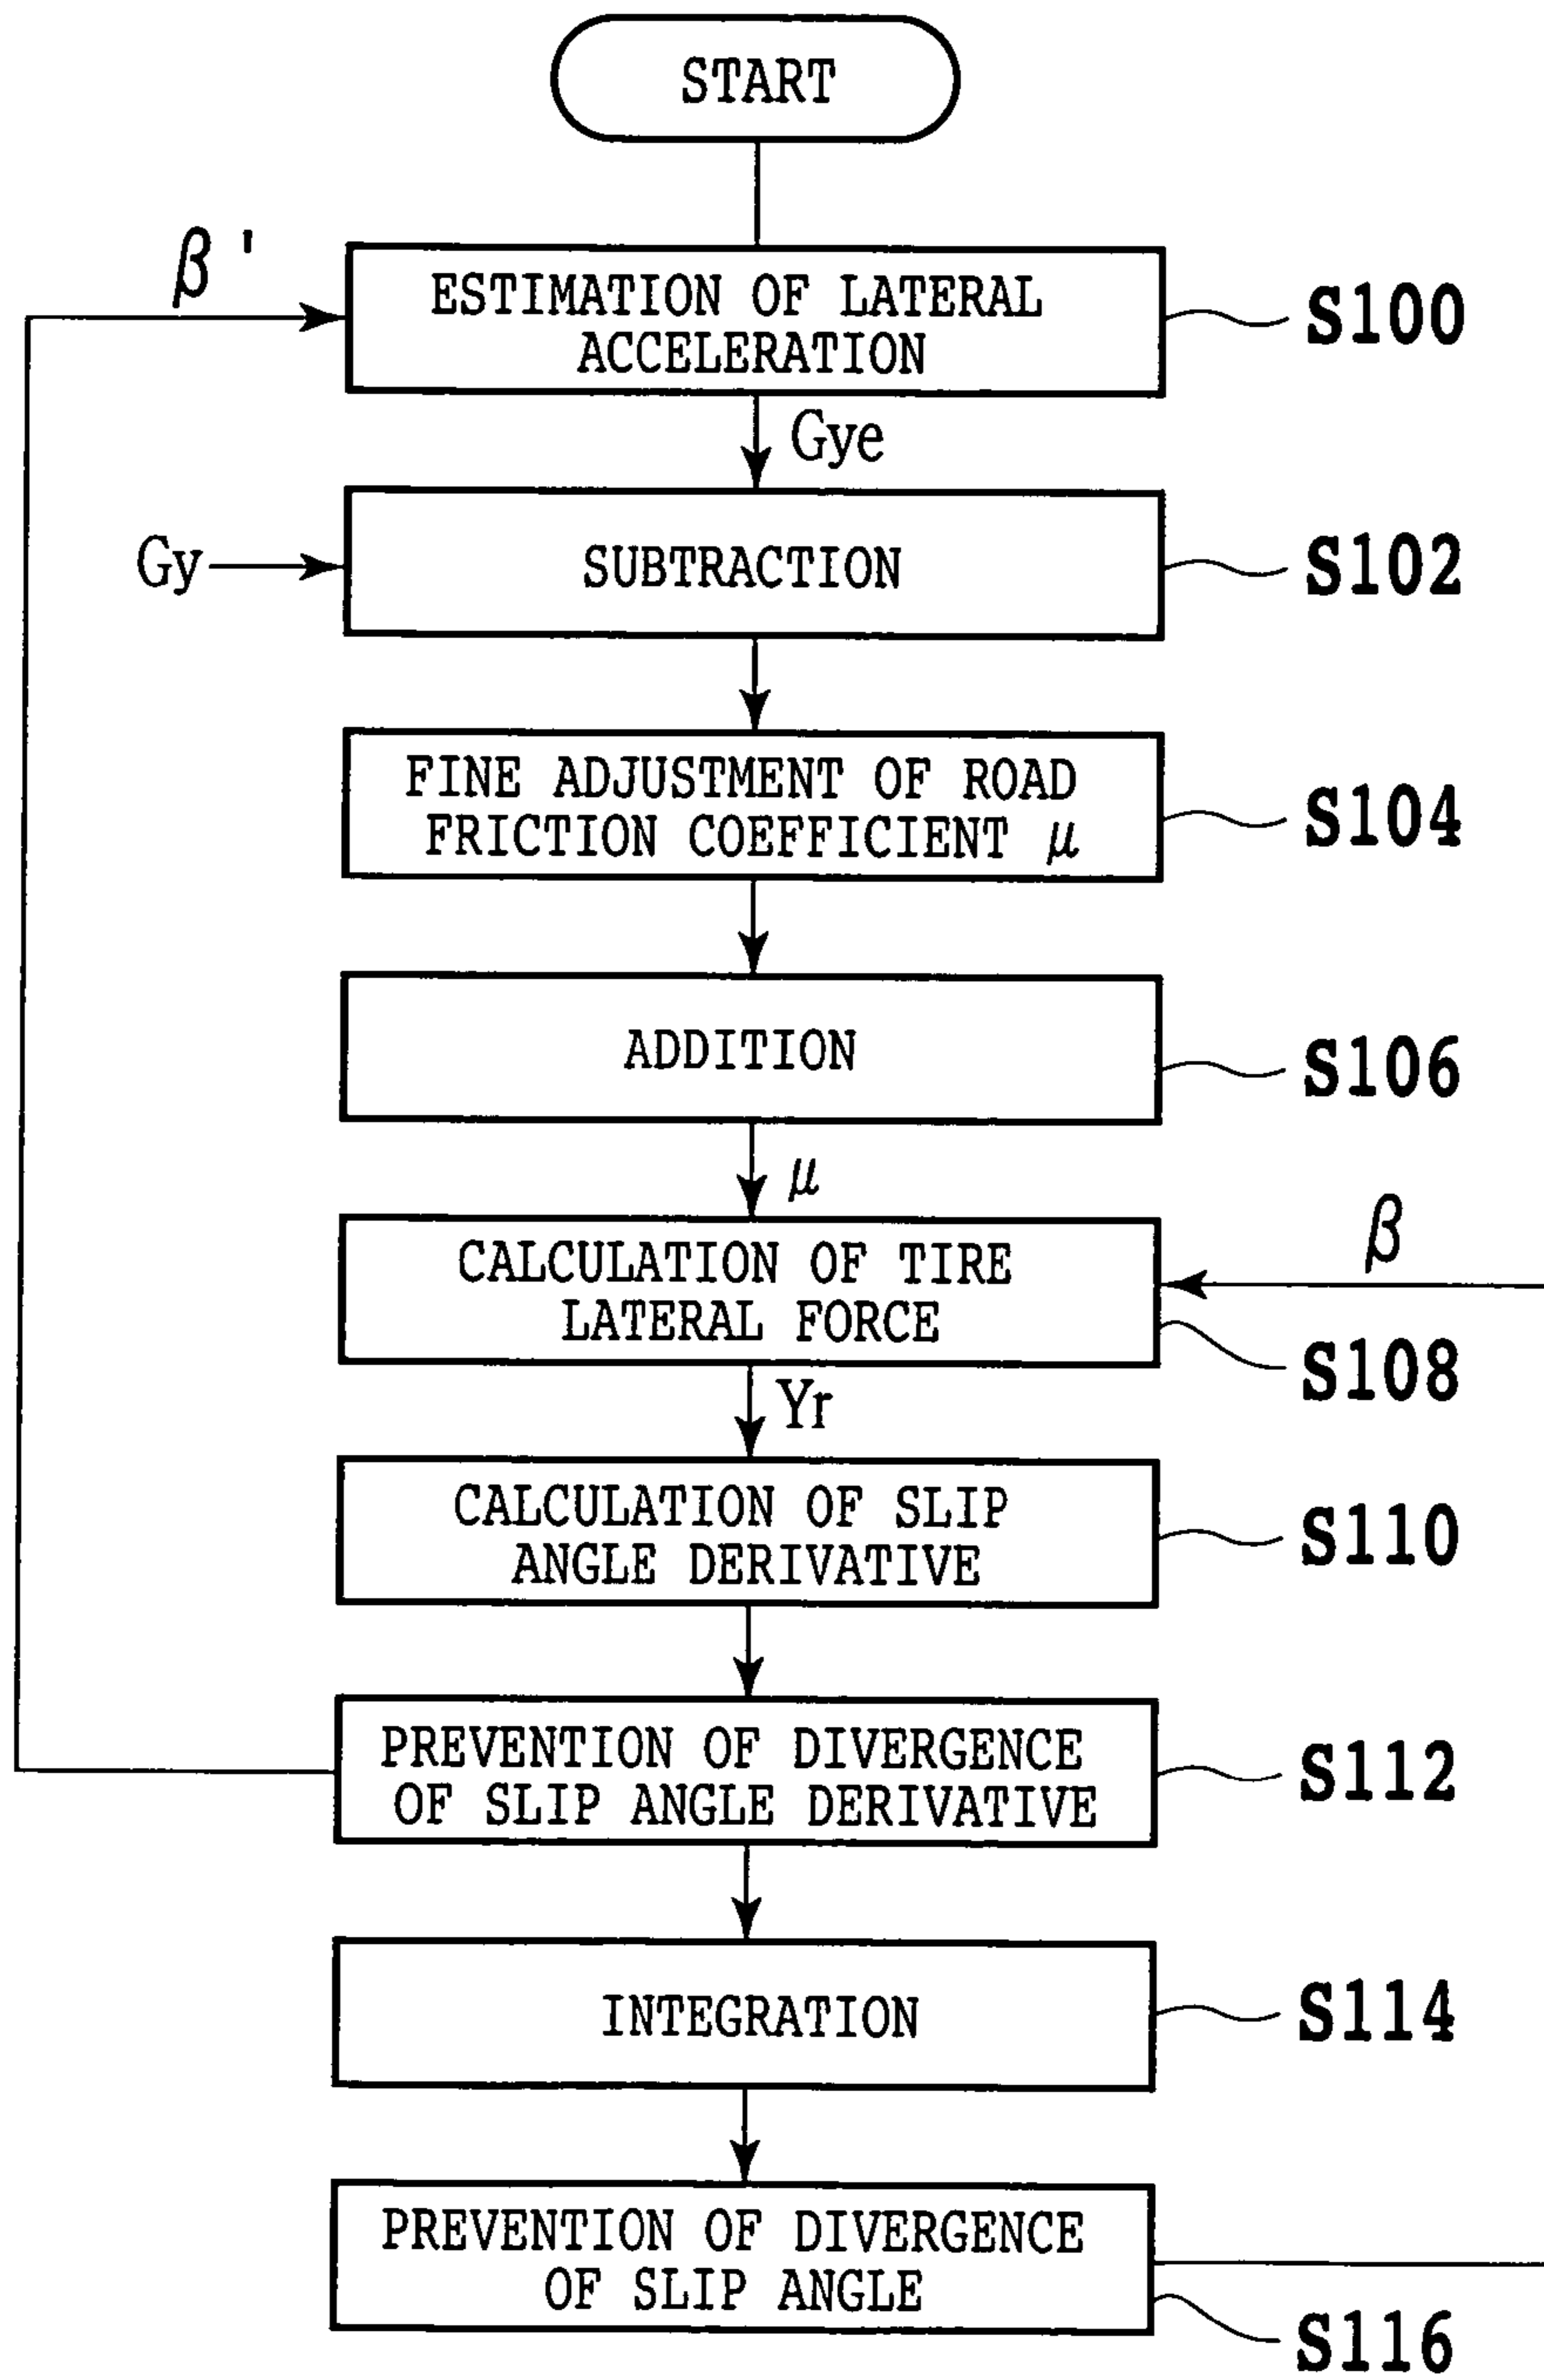 START
β'
ESTIMATION OF LATERAL
ACCELERATION
S100
Gye
Gy
SUBTRACTION
S102
FINE ADJUSTMENT OF ROAD
FRICTION COEFFICIENT μ
S104
ADDITION
S106
μ
β
CALCULATION OF TIRE
LATERAL FORCE
S108
Yr
CALCULATION OF SLIP
ANGLE DERIVATIVE
S110
PREVENTION OF DIVERGENCE
OF SLIP ANGLE DERIVATIVE
S112
INTEGRATION
S114
PREVENTION OF DIVERGENCE
OF SLIP ANGLE
S116